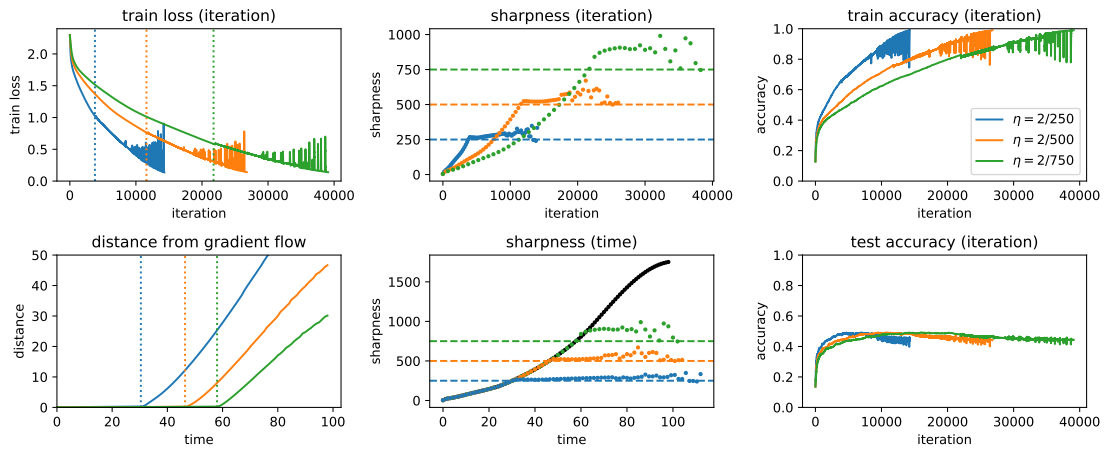 train loss (iteration)
2.0
1.5
1.0
0.5
0.0
train loss
0 10000 20000 30000 40000
iteration
sharpness (iteration)
1000
750
500
250
0
sharpness
0 10000 20000 30000 40000
iteration
train accuracy (iteration)
1.0
0.8
0.6
0.4
0.2
0.0
accuracy
η = 2/250
η = 2/500
η = 2/750
0 10000 20000 30000 40000
iteration
distance from gradient flow
50
40
30
20
10
0
distance
0 20 40 60 80 100
time
sharpness (time)
1500
1000
750
500
250
0
sharpness
0 20 40 60 80 100
time
test accuracy (iteration)
1.0
0.8
0.6
0.4
0.2
0.0
accuracy
0 10000 20000 30000 40000
iteration